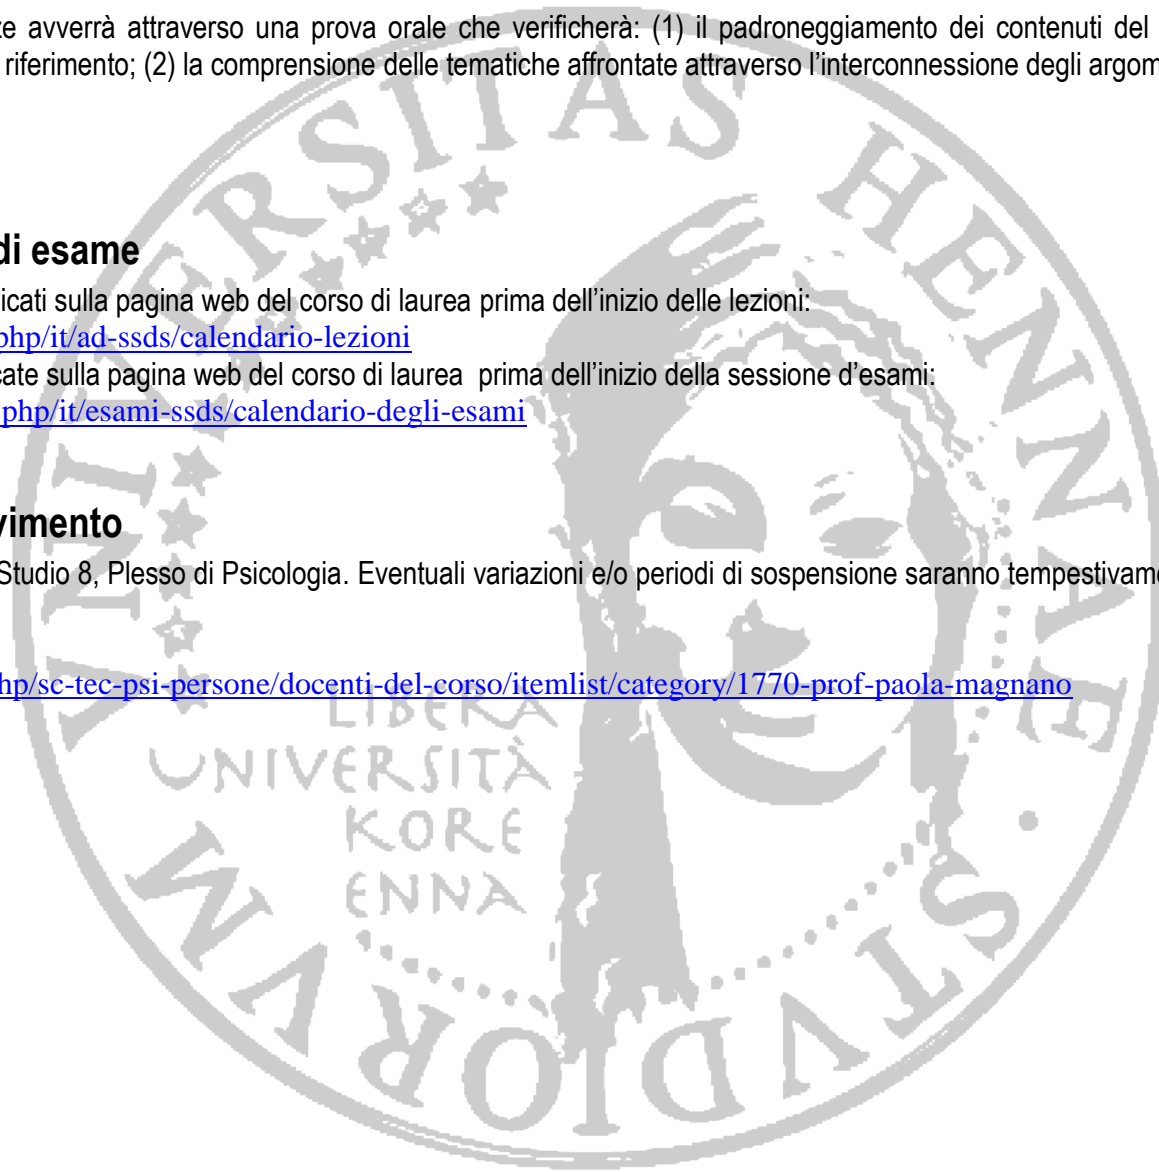 ze avverrà attraverso una prova orale che verificherà: (1) il padroneggiamento dei contenuti del
riferimento; (2) la comprensione delle tematiche affrontate attraverso l’interconnessione degli argom
di esame
icati sulla pagina web del corso di laurea prima dell’inizio delle lezioni:
php/it/ad-ssds/calendario-lezioni
cate sulla pagina web del corso di laurea prima dell’inizio della sessione d’esami:
.php/it/esami-ssds/calendario-degli-esami
vimento
Studio 8, Plesso di Psicologia. Eventuali variazioni e/o periodi di sospensione saranno tempestivame
hp/sc-tec-psi-persone/docenti-del-corso/itemlist/category/1770-prof-paola-magnano
VNIVERSITAS HENNAE · STVDIORVM
LIBERA
UNIVERSITÀ
KORE
ENNA